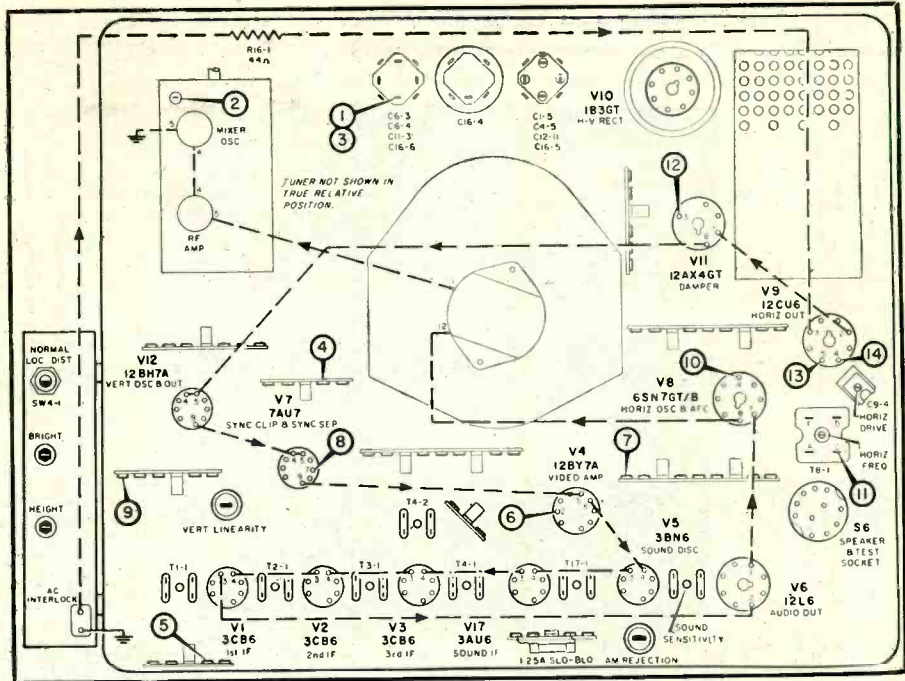 R16-1
44Ω
2
MIXER
OSC
5
4
4
5
RF
AMP
TUNER NOT SHOWN IN
TRUE RELATIVE
POSITION.
1
3
C6-3
C6-4
C11-3
C16-6
C16-4
C1-5
C4-5
C12-11
C16-5
V10
1B3GT
H-V RECT
12
V11
12AX4GT
DAMPER
V9
12CU6
HORIZ OUT
13
14
C9-4
HORIZ
DRIVE
HORIZ
FREQ
T8-1
11
S6
SPEAKER
& TEST
SOCKET
NORMAL
LOC DIST
SW4-1
BRIGHT
HEIGHT
AC
INTERLOCK
V12
12BH7A
VERT OSC & OUT
4
V7
7AU7
SYNC CLIP & SYNC SEP
8
12
10
V8
6SN7GT/B
HORIZ OSC & AFC
7
9
VERT LINEARITY
T4-2
V4
12BY7A
VIDEO AMP
6
V5
3BN6
SOUND DISC
T1-1
T2-1
T3-1
T4-1
T17-1
V6
12L6
AUDIO OUT
5
V1
3CB6
1st IF
V2
3CB6
2nd IF
V3
3CB6
3rd IF
V17
3AU6
SOUND IF
1.25A SLO-BLO
AM REJECTION
SOUND
SENSITIVITY